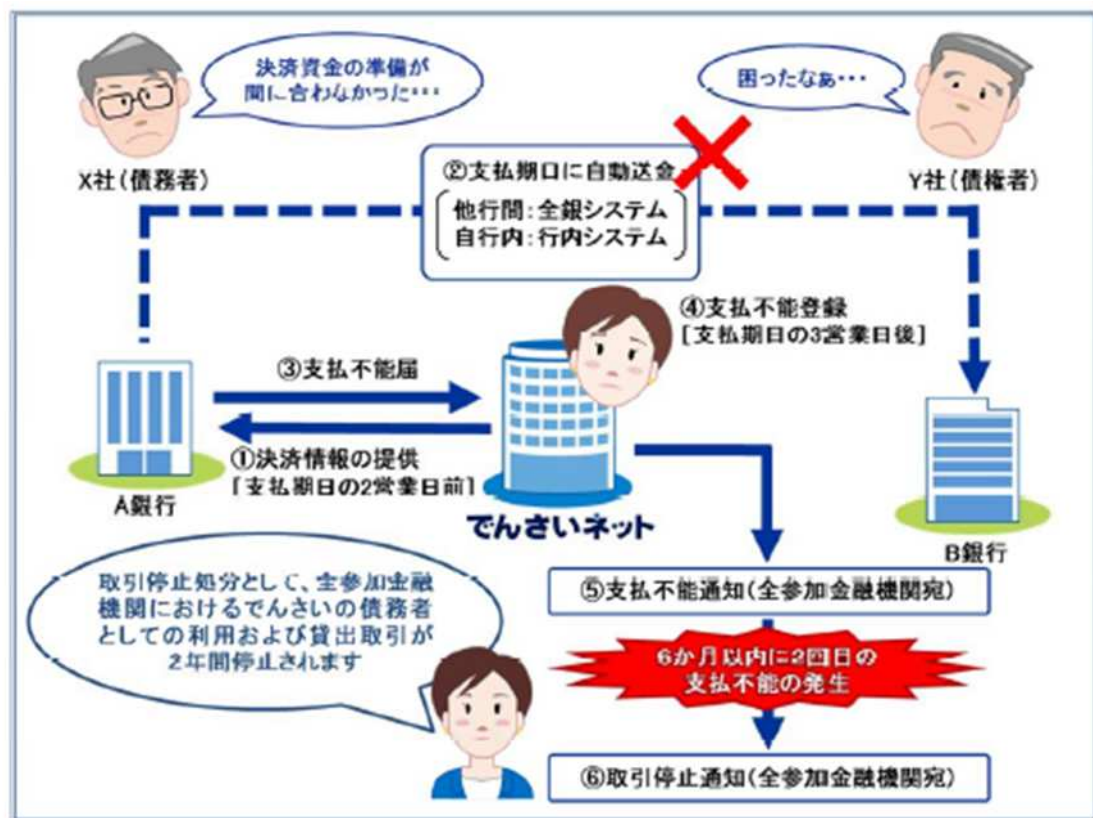 決済資金の準備が
間に合わなかった・・・
困ったなぁ・・・
X社(債務者)
Y社(債権者)
②支払期日に自動送金
他行間:全銀システム
自行内:行内システム
④支払不能登録
[支払期日の3営業日後]
③支払不能届
①決済情報の提供
[支払期日の2営業日前]
A銀行
でんさいネット
B銀行
取引停止処分として、全参加金融
機関におけるでんさいの債務者
としての利用および貸出取引が
2年間停止されます
⑤支払不能通知(全参加金融機関宛)
6か月以内に2回目の
支払不能の発生
⑥取引停止通知(全参加金融機関宛)